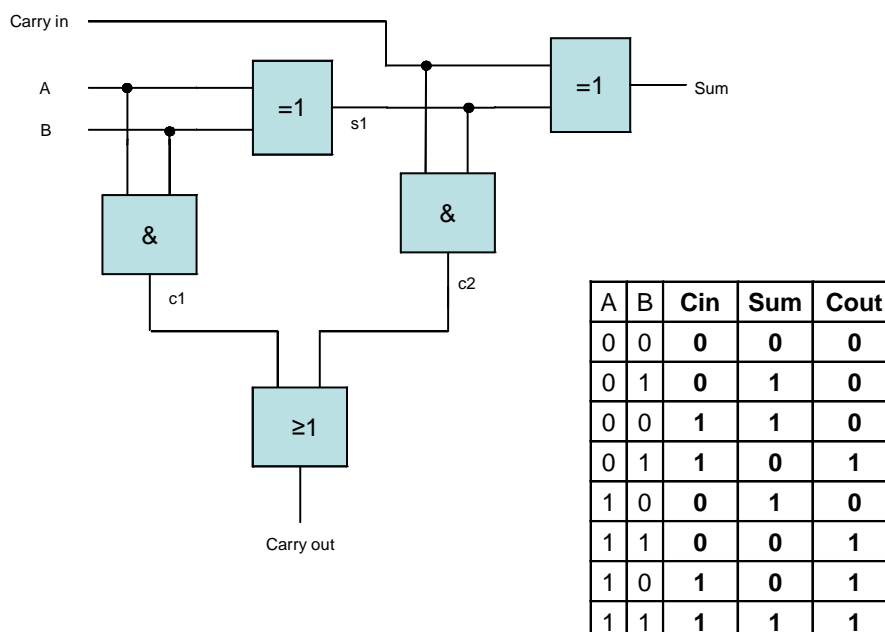 Carry in
A
B
=1
s1
=1
Sum
&
&
c1
c2
≥1
Carry out
A B Cin Sum Cout
0 0 0 0 0
0 1 0 1 0
0 0 1 1 0
0 1 1 0 1
1 0 0 1 0
1 1 0 0 1
1 0 1 0 1
1 1 1 1 1